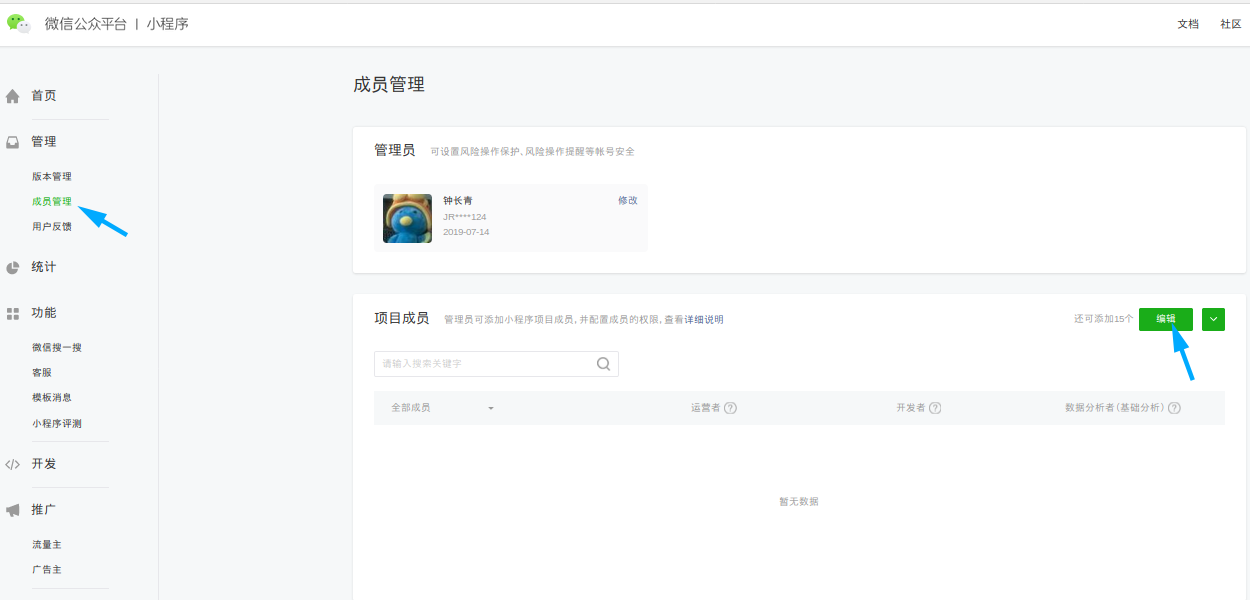 微信公众平台 | 小程序
文档 社区
首页
管理
版本管理
成员管理
用户反馈
统计
功能
微信搜一搜
客服
模板消息
小程序评测
开发
推广
流量主
广告主
成员管理
管理员 可设置风险操作保护,风险操作提醒等帐号安全
钟长青 修改
JR****124
2019-07-14
项目成员 管理员可添加小程序项目成员,并配置成员的权限,查看详细说明 还可添加15个 编辑
请输入搜索关键字
全部成员 运营者 ? 开发者 ? 数据分析者(基础分析) ?
暂无数据